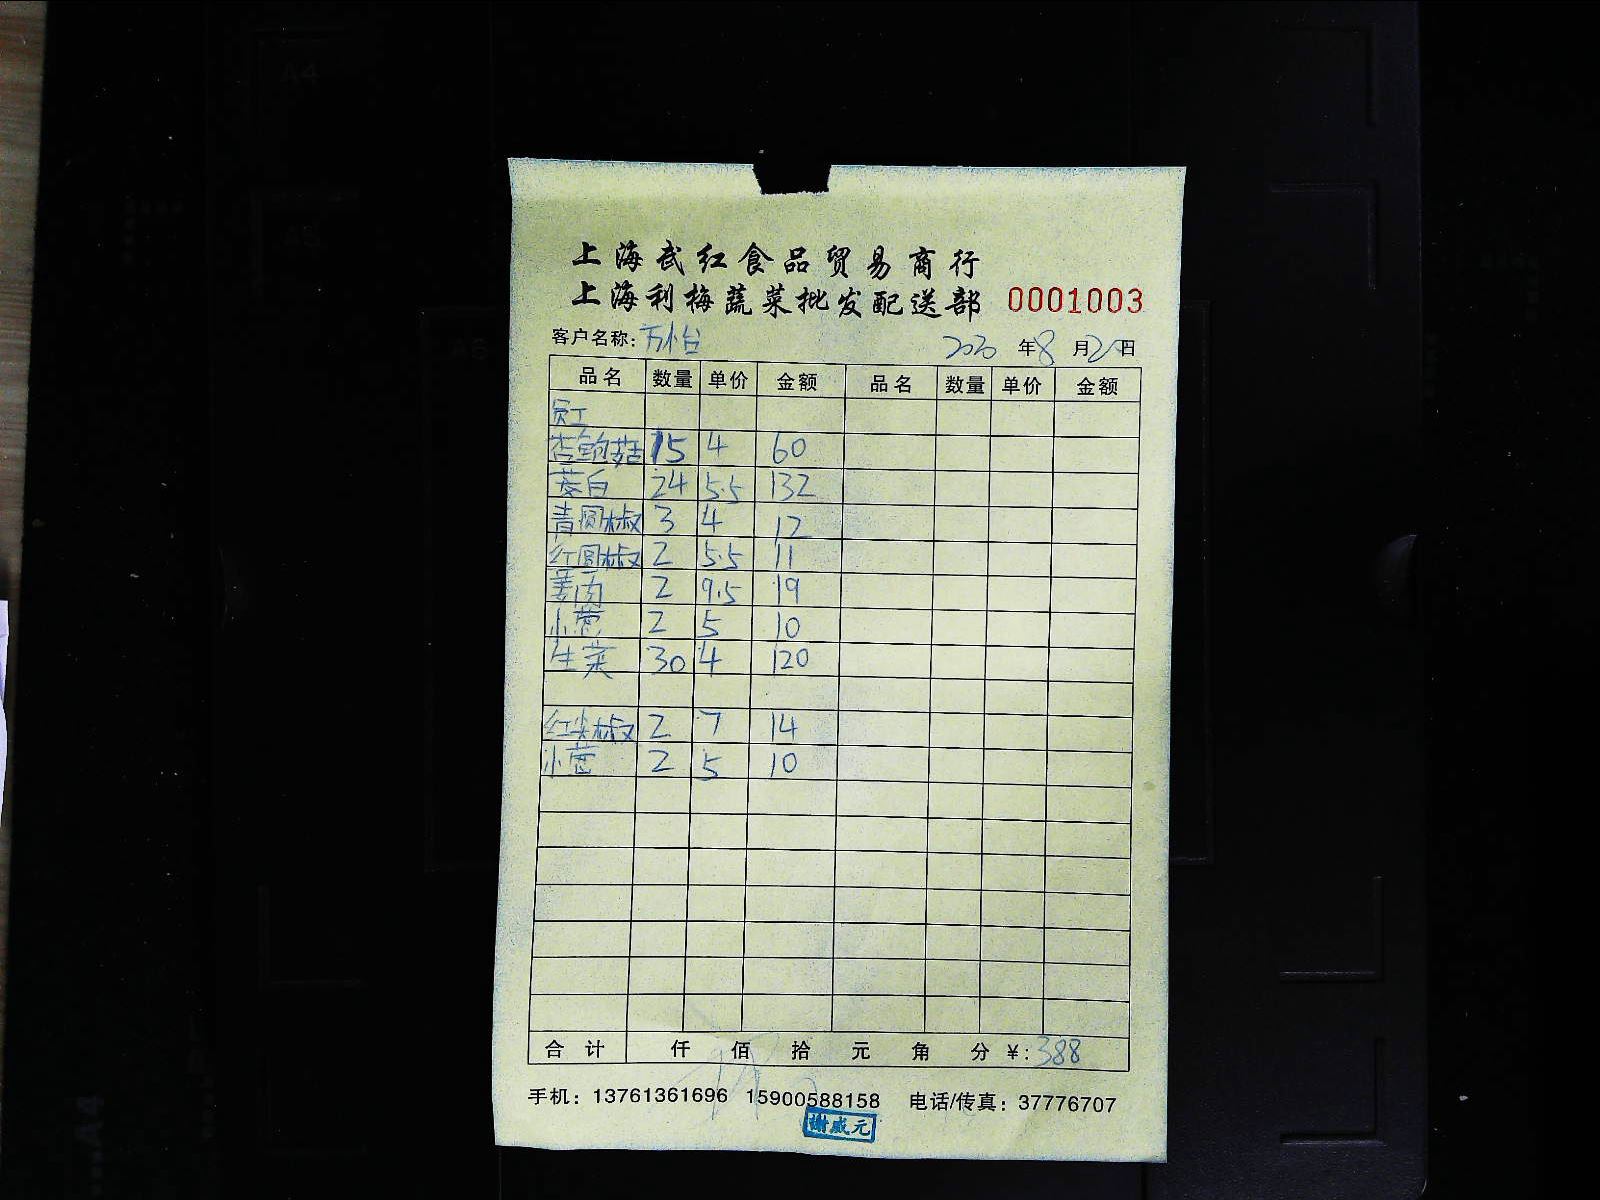 上海武红食品贸易商行
上海利梅蔬菜批发配送部 0001003
客户名称：万怡 2020 年 8 月 20 日
品名 数量 单价 金额 品名 数量 单价 金额
员工
杏鲍菇 15 4 60
茭白 24 5.5 132
青圆椒 3 4 12
红圆椒 2 5.5 11
姜肉 2 9.5 19
小葱 2 5 10
生菜 30 4 120
红尖椒 2 7 14
小葱 2 5 10
合计 仟 佰 拾 元 角 分 ¥：388
手机：13761361696 15900588158 电话/传真：37776707
谢威元